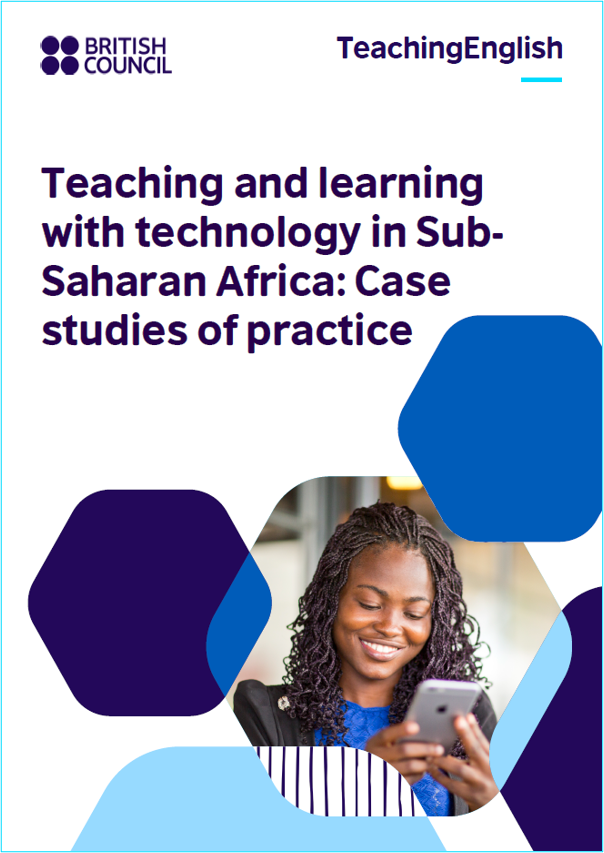 BRITISH
COUNCIL
TeachingEnglish
Teaching and learning
with technology in Sub-
Saharan Africa: Case
studies of practice